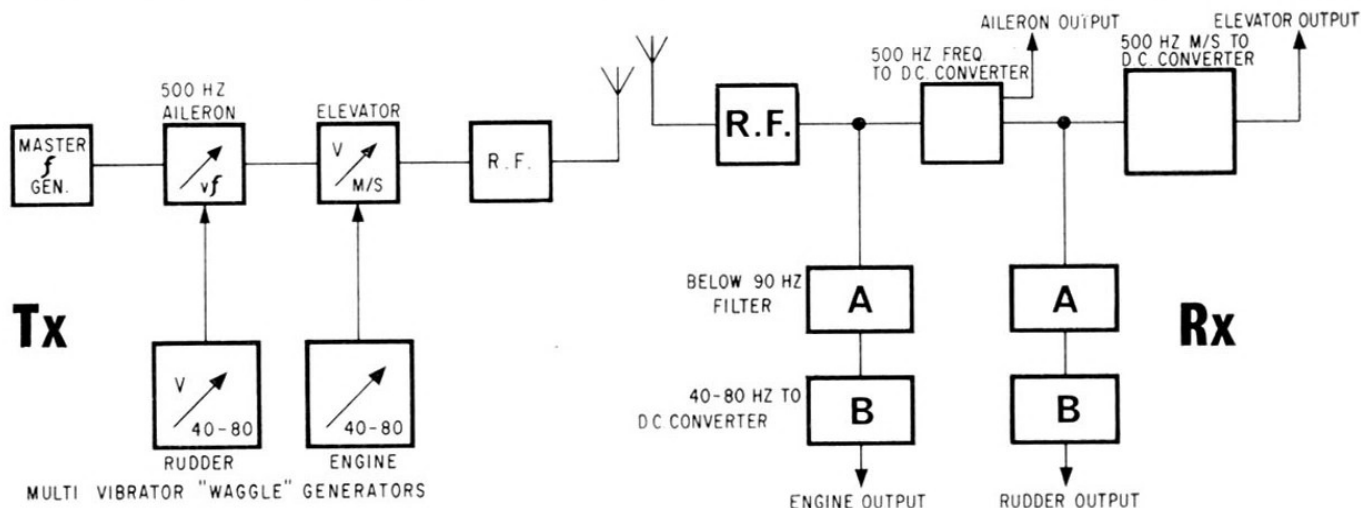 500 HZ
AILERON
ELEVATOR
MASTER
f
GEN.
vf
V
M/S
R.F.
Tx
V
40-80
40-80
RUDDER
ENGINE
MULTI VIBRATOR "WAGGLE" GENERATORS
AILERON OUTPUT
ELEVATOR OUTPUT
500 HZ FREQ.
TO D.C. CONVERTER
500 HZ M/S TO
D.C. CONVERTER
R.F.
BELOW 90 HZ
FILTER
A
A
Rx
40-80 HZ TO
DC CONVERTER
B
B
ENGINE OUTPUT
RUDDER OUTPUT